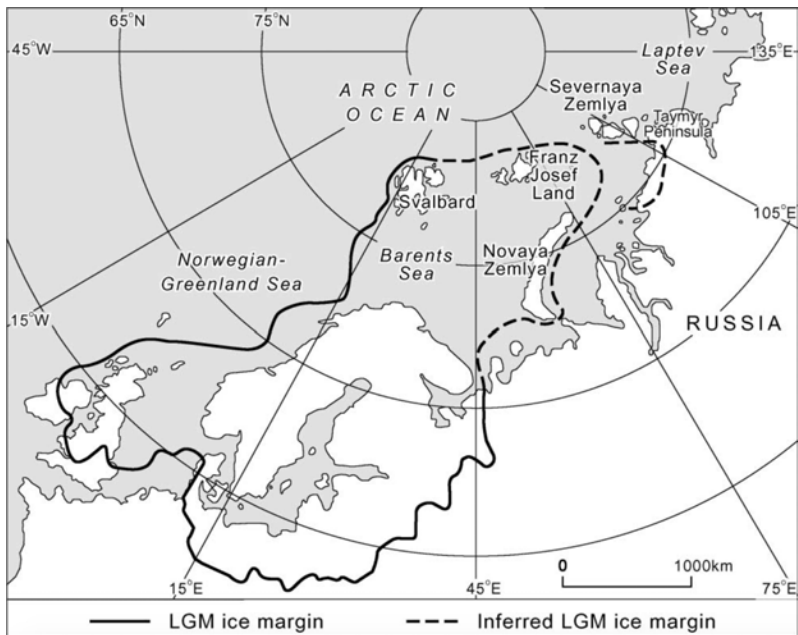 65°N
75°N
45°W
Laptev
Sea
135°E
ARCTIC
OCEAN
Severnaya
Zemlya
Taymyr
Peninsula
Franz
Josef
Land
Svalbard
105°E
Norwegian-
Greenland Sea
Barents
Sea
Novaya
Zemlya
15°W
RUSSIA
0 1000km
15°E
45°E
75°E
LGM ice margin
Inferred LGM ice margin